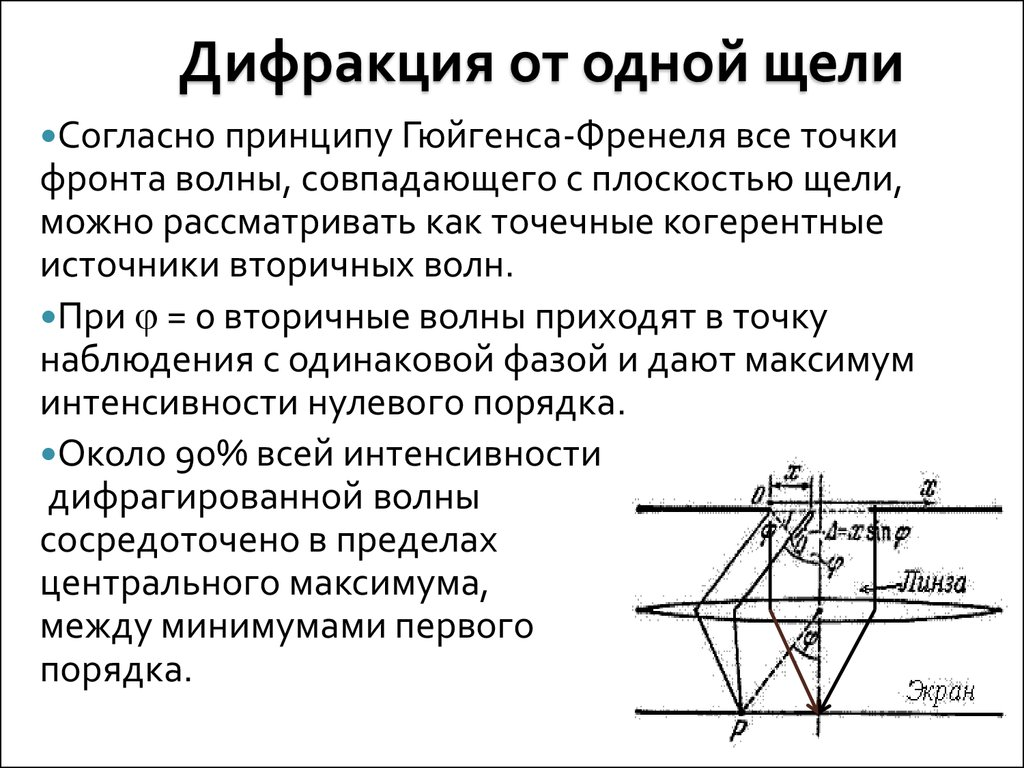 Дифракция от одной щели
•Согласно принципу Гюйгенса-Френеля все точки
фронта волны, совпадающего с плоскостью щели,
можно рассматривать как точечные когерентные
источники вторичных волн.
•При φ = 0 вторичные волны приходят в точку
наблюдения с одинаковой фазой и дают максимум
интенсивности нулевого порядка.
•Около 90% всей интенсивности
дифрагированной волны
сосредоточено в пределах
центрального максимума,
между минимумами первого
порядка.
x
0
x
φ
Δ=x sin φ
φ
Линза
φ
Экран
P